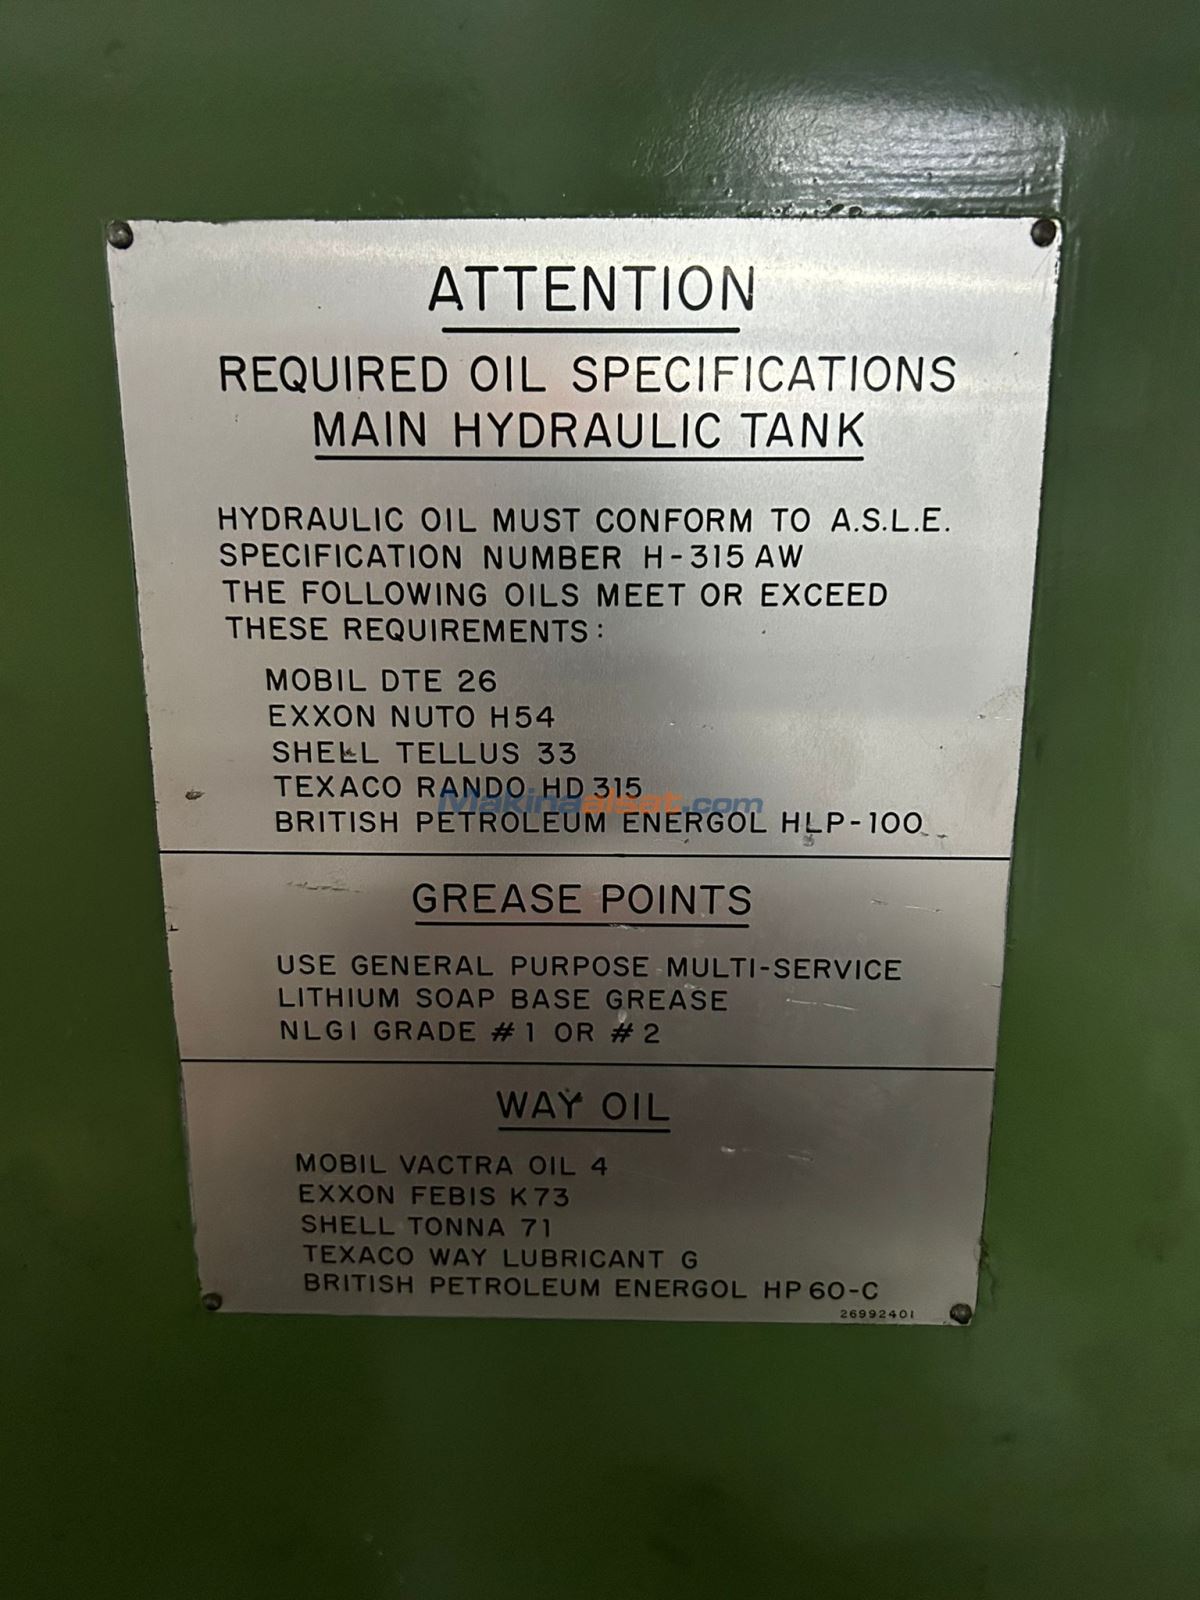 ATTENTION
REQUIRED OIL SPECIFICATIONS
MAIN HYDRAULIC TANK
HYDRAULIC OIL MUST CONFORM TO A.S.L.E.
SPECIFICATION NUMBER H-315 AW
THE FOLLOWING OILS MEET OR EXCEED
THESE REQUIREMENTS:
MOBIL DTE 26
EXXON NUTO H54
SHELL TELLUS 33
TEXACO RANDO HD 315
Makinaalsat.com
BRITISH PETROLEUM ENERGOL HLP-100
GREASE POINTS
USE GENERAL PURPOSE MULTI-SERVICE
LITHIUM SOAP BASE GREASE
NLGI GRADE #1 OR #2
WAY OIL
MOBIL VACTRA OIL 4
EXXON FEBIS K73
SHELL TONNA 71
TEXACO WAY LUBRICANT G
BRITISH PETROLEUM ENERGOL HP 60-C
26992401